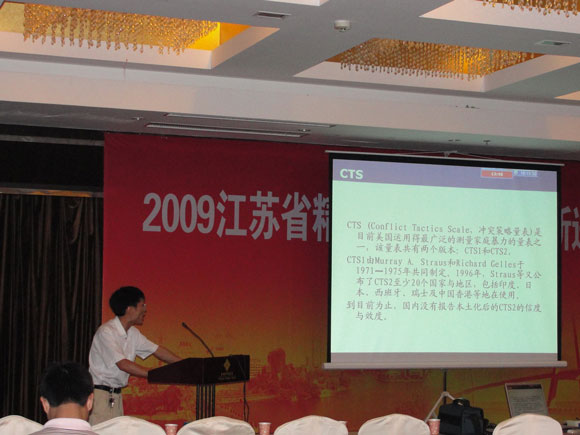 CTS
2009江苏省精
新进
CTS (Conflict Tactics Scale, 冲突策略量表)是
目前美国运用得最广泛的测量家庭暴力的量表之
一, 该量表共有两个版本: CTS1和CTS2。
CTS1由Murray A. Straus和Richard Gelles于
1971—1975年共同制定, 1996年, Straus等又公
布了CTS2至少20个国家与地区, 包括印度、日
本、西班牙、瑞士及中国香港等地在使用。
到目前为止, 国内没有报告本土化后的CTS2的信度
与效度。